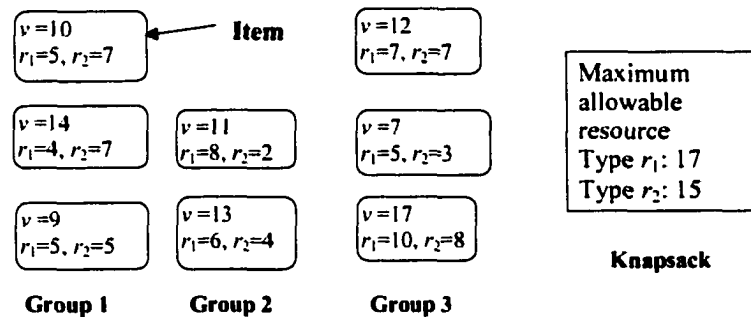 v=10
r₁=5, r₂=7
Item
v=12
r₁=7, r₂=7
v=14
r₁=4, r₂=7
v=11
r₁=8, r₂=2
v=7
r₁=5, r₂=3
v=9
r₁=5, r₂=5
v=13
r₁=6, r₂=4
v=17
r₁=10, r₂=8
Group 1
Group 2
Group 3
Maximum
allowable
resource
Type r₁: 17
Type r₂: 15
Knapsack